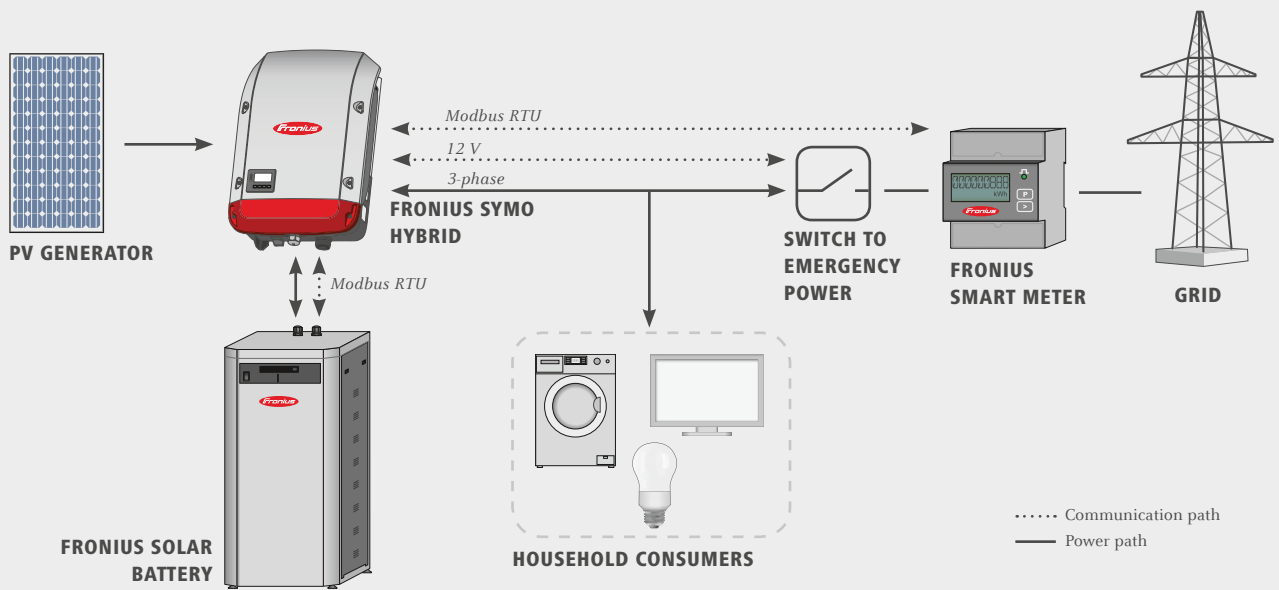 Fronius
Modbus RTU
12 V
3-phase
kWh
P
>
Fronius
PV GENERATOR
FRONIUS SYMO
HYBRID
SWITCH TO
EMERGENCY
POWER
FRONIUS
SMART METER
GRID
Modbus RTU
Fronius
FRONIUS SOLAR
BATTERY
HOUSEHOLD CONSUMERS
Communication path
Power path